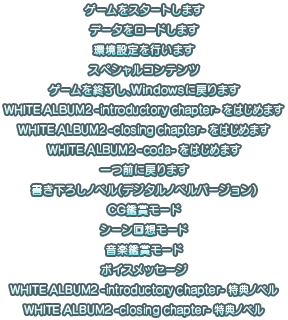 ゲームをスタートします
データをロードします
環境設定を行います
スペシャルコンテンツ
ゲームを終了し、Windowsに戻ります
WHITE ALBUM2 -introductory chapter- をはじめます
WHITE ALBUM2 -closing chapter- をはじめます
WHITE ALBUM2 -coda- をはじめます
一つ前に戻ります
書き下ろしノベル(デジタルノベルバージョン)
CG鑑賞モード
シーン回想モード
音楽鑑賞モード
ボイスメッセージ
WHITE ALBUM2 -introductory chapter- 特典ノベル
WHITE ALBUM2 -closing chapter- 特典ノベル